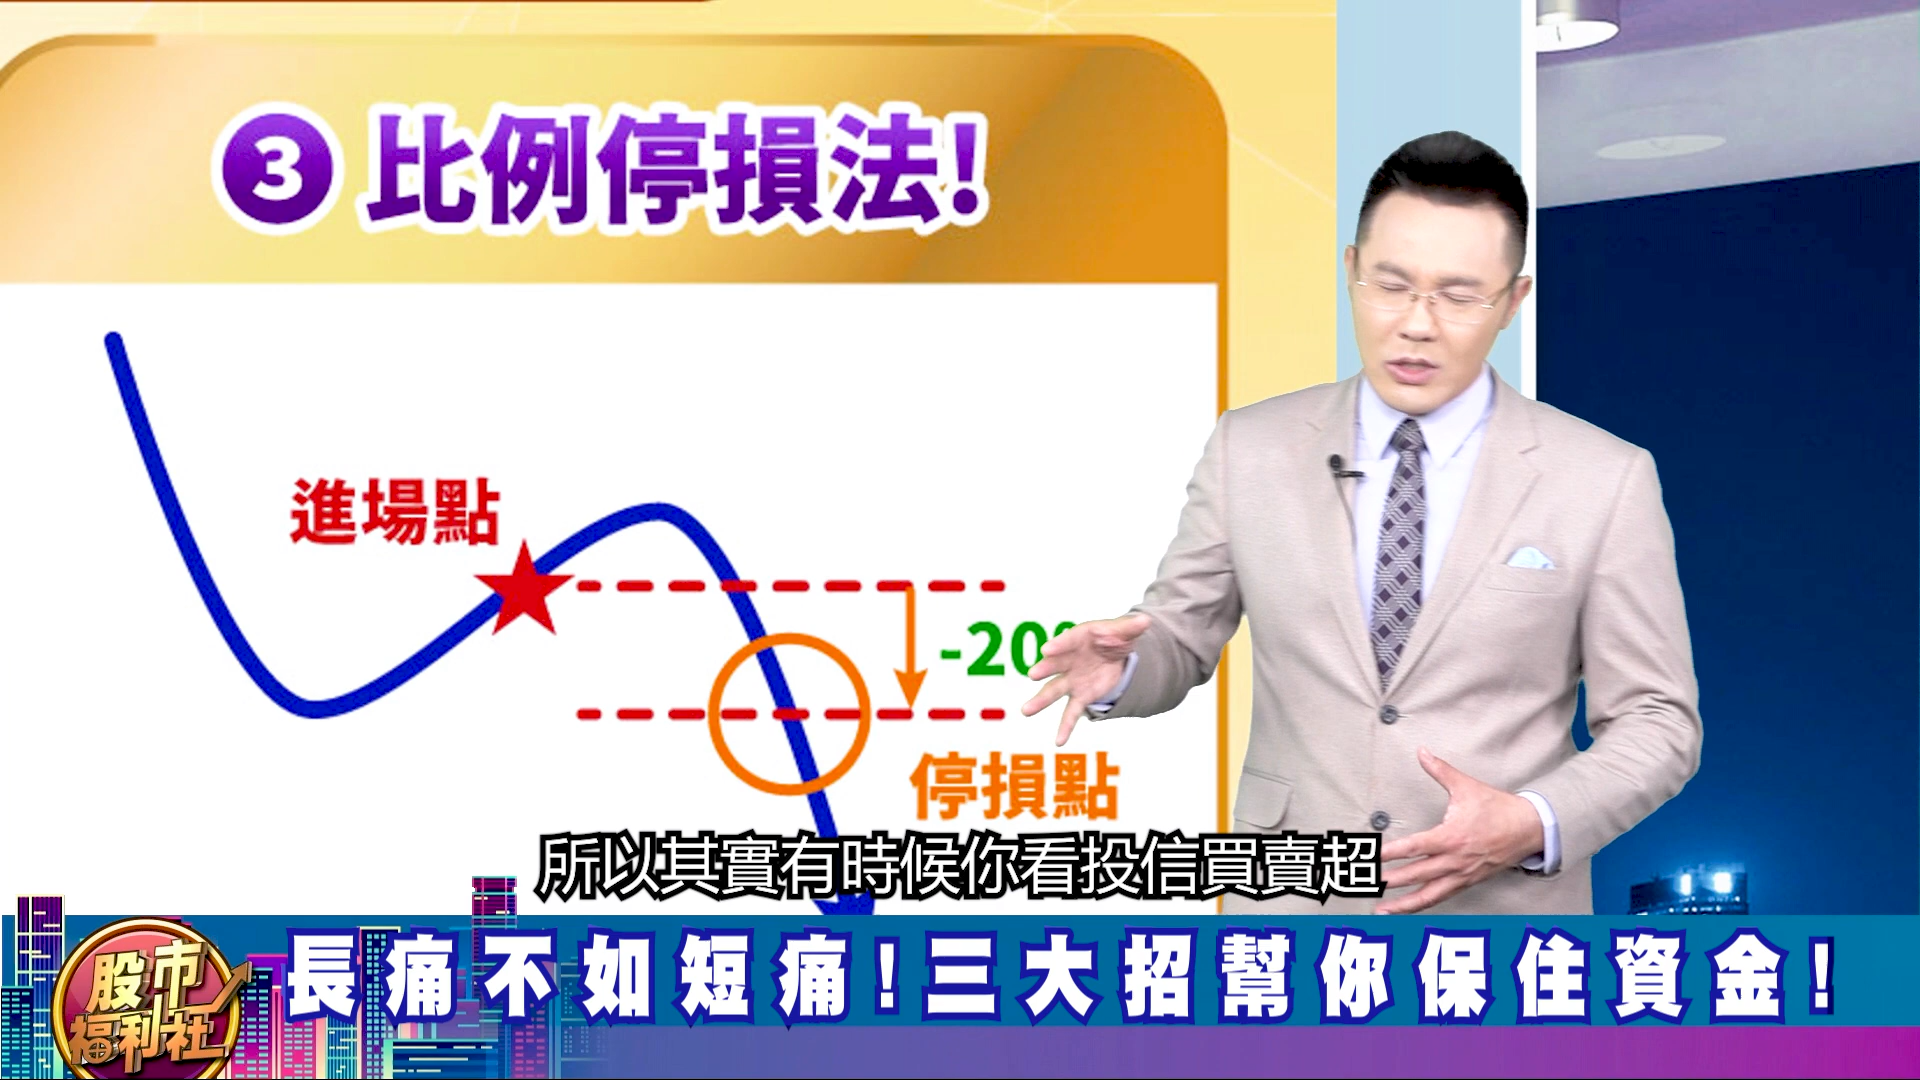 3 比例停損法!
進場點
-20
停損點
所以其實有時候你看投信買賣超
長痛不如短痛!三大招幫你保住資金!
股市
福利社